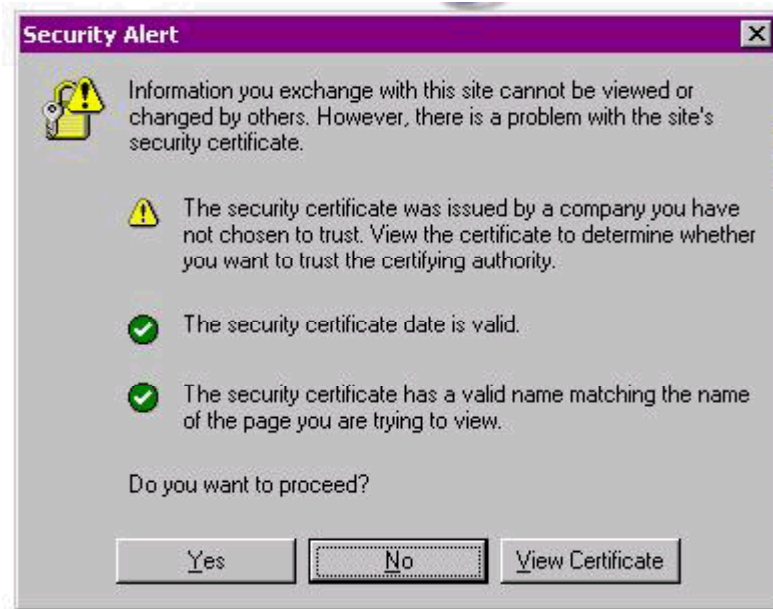 Security Alert
Information you exchange with this site cannot be viewed or
changed by others. However, there is a problem with the site's
security certificate.
The security certificate was issued by a company you have
not chosen to trust. View the certificate to determine whether
you want to trust the certifying authority.
The security certificate date is valid.
The security certificate has a valid name matching the name
of the page you are trying to view.
Do you want to proceed?
Yes No View Certificate